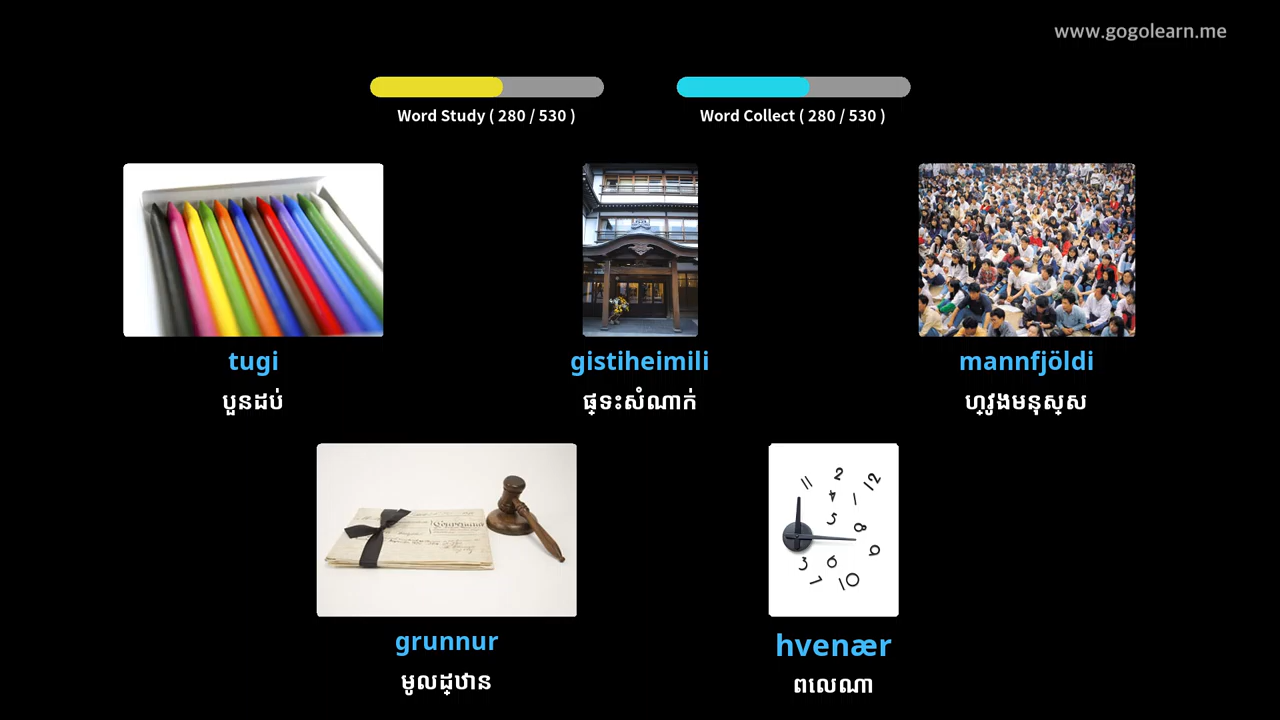 www.gogolearn.me
Word Study ( 280 / 530 )
Word Collect ( 280 / 530 )
tugi
បួនដប់
gistiheimili
ផ្ទះសំណាក់
mannfjöldi
ហ្វូងមនុស្ស
grunnur
មូលដ្ឋាន
hvenær
ពលេណា